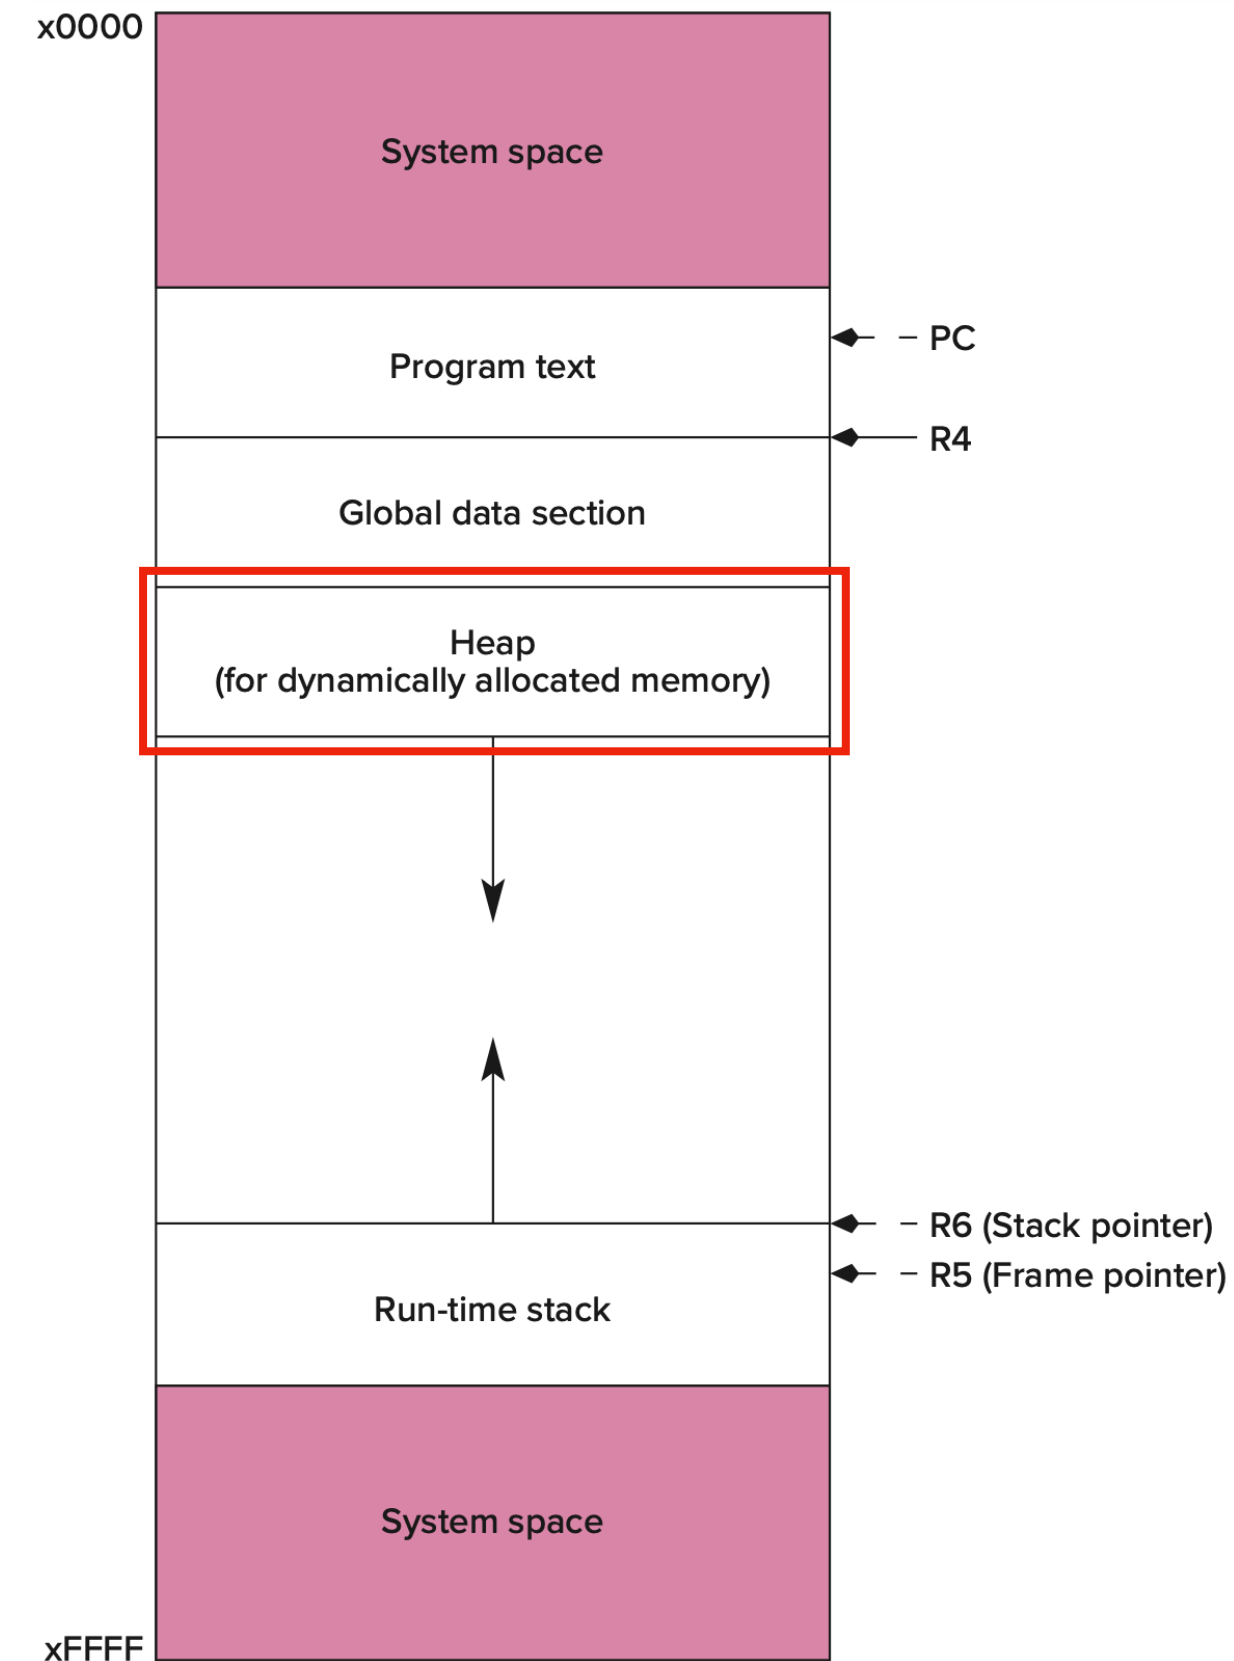 x0000
System space
PC
Program text
R4
Global data section
Heap
(for dynamically allocated memory)
R6 (Stack pointer)
R5 (Frame pointer)
Run-time stack
System space
xFFFF